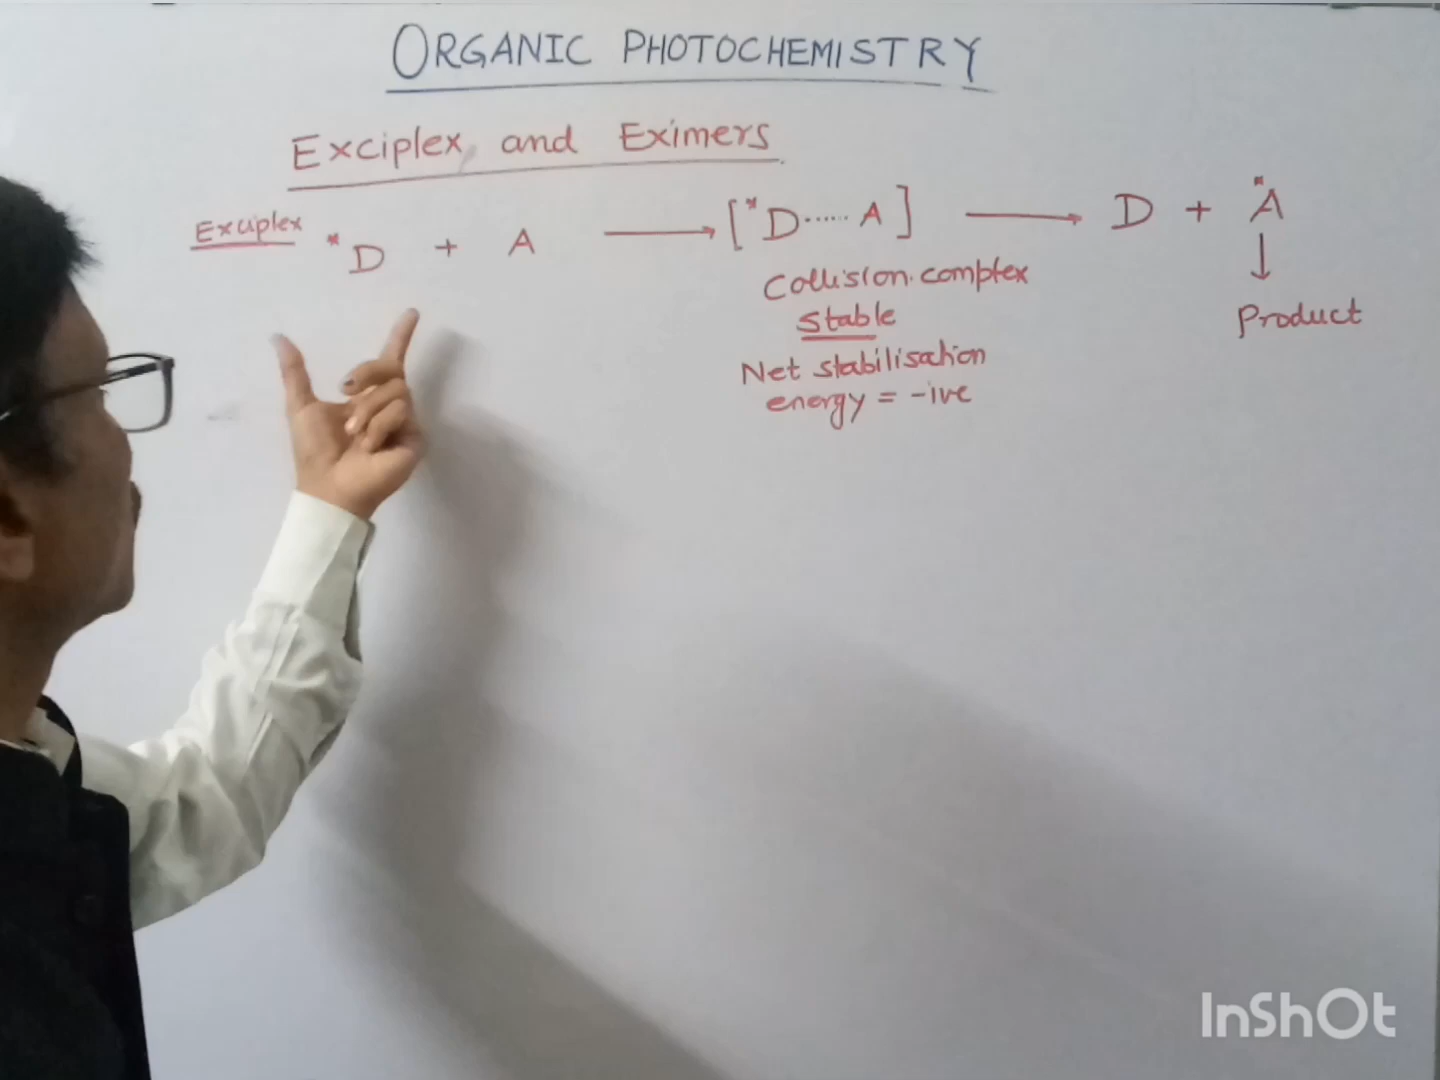 ORGANIC PHOTOCHEMISTRY
Exciplex, and Eximers
Exciplex *D + A ⟶ [*D ...... A] ⟶ D + *A
↓
Collision complex
Stable
Product
Net stabilisation
energy = -ive
InShOt